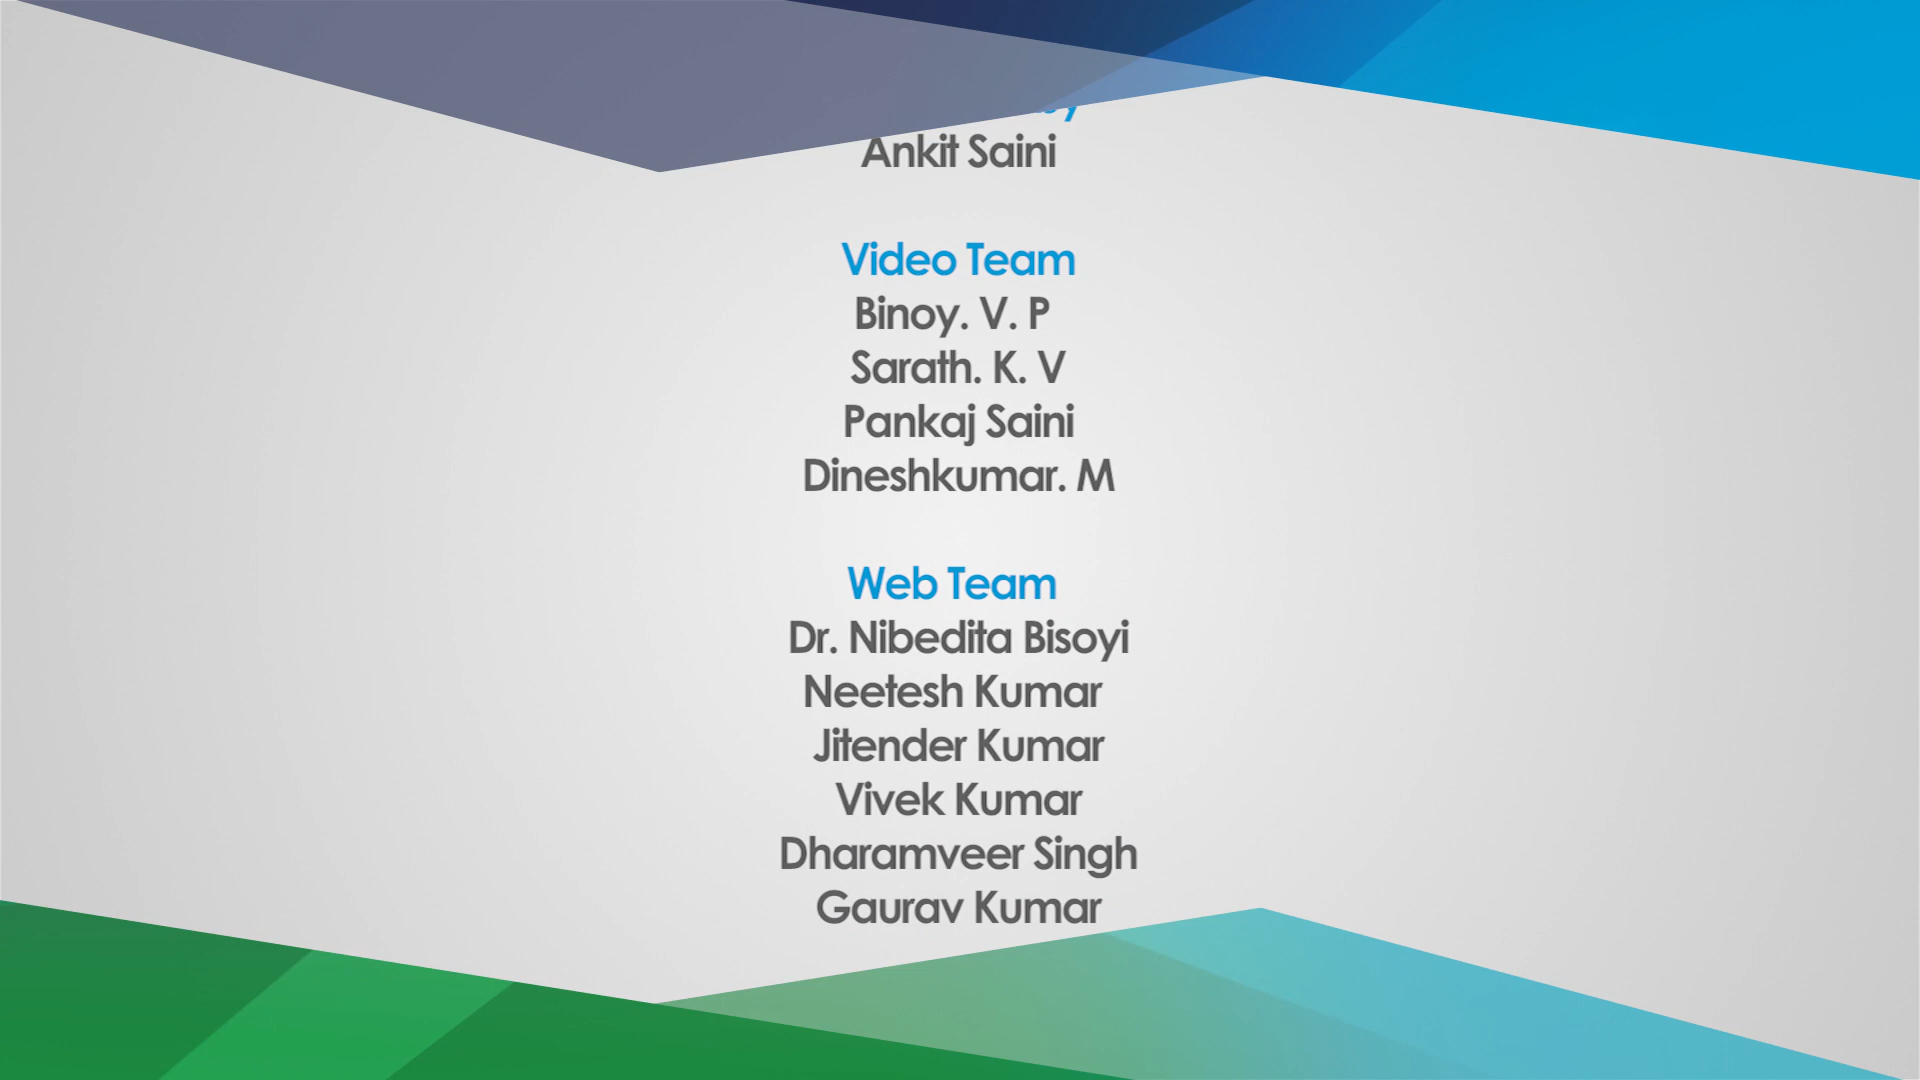 Ankit Saini
Video Team
Binoy. V. P
Sarath. K. V
Pankaj Saini
Dineshkumar. M
Web Team
Dr. Nibedita Bisoyi
Neetesh Kumar
Jitender Kumar
Vivek Kumar
Dharamveer Singh
Gaurav Kumar